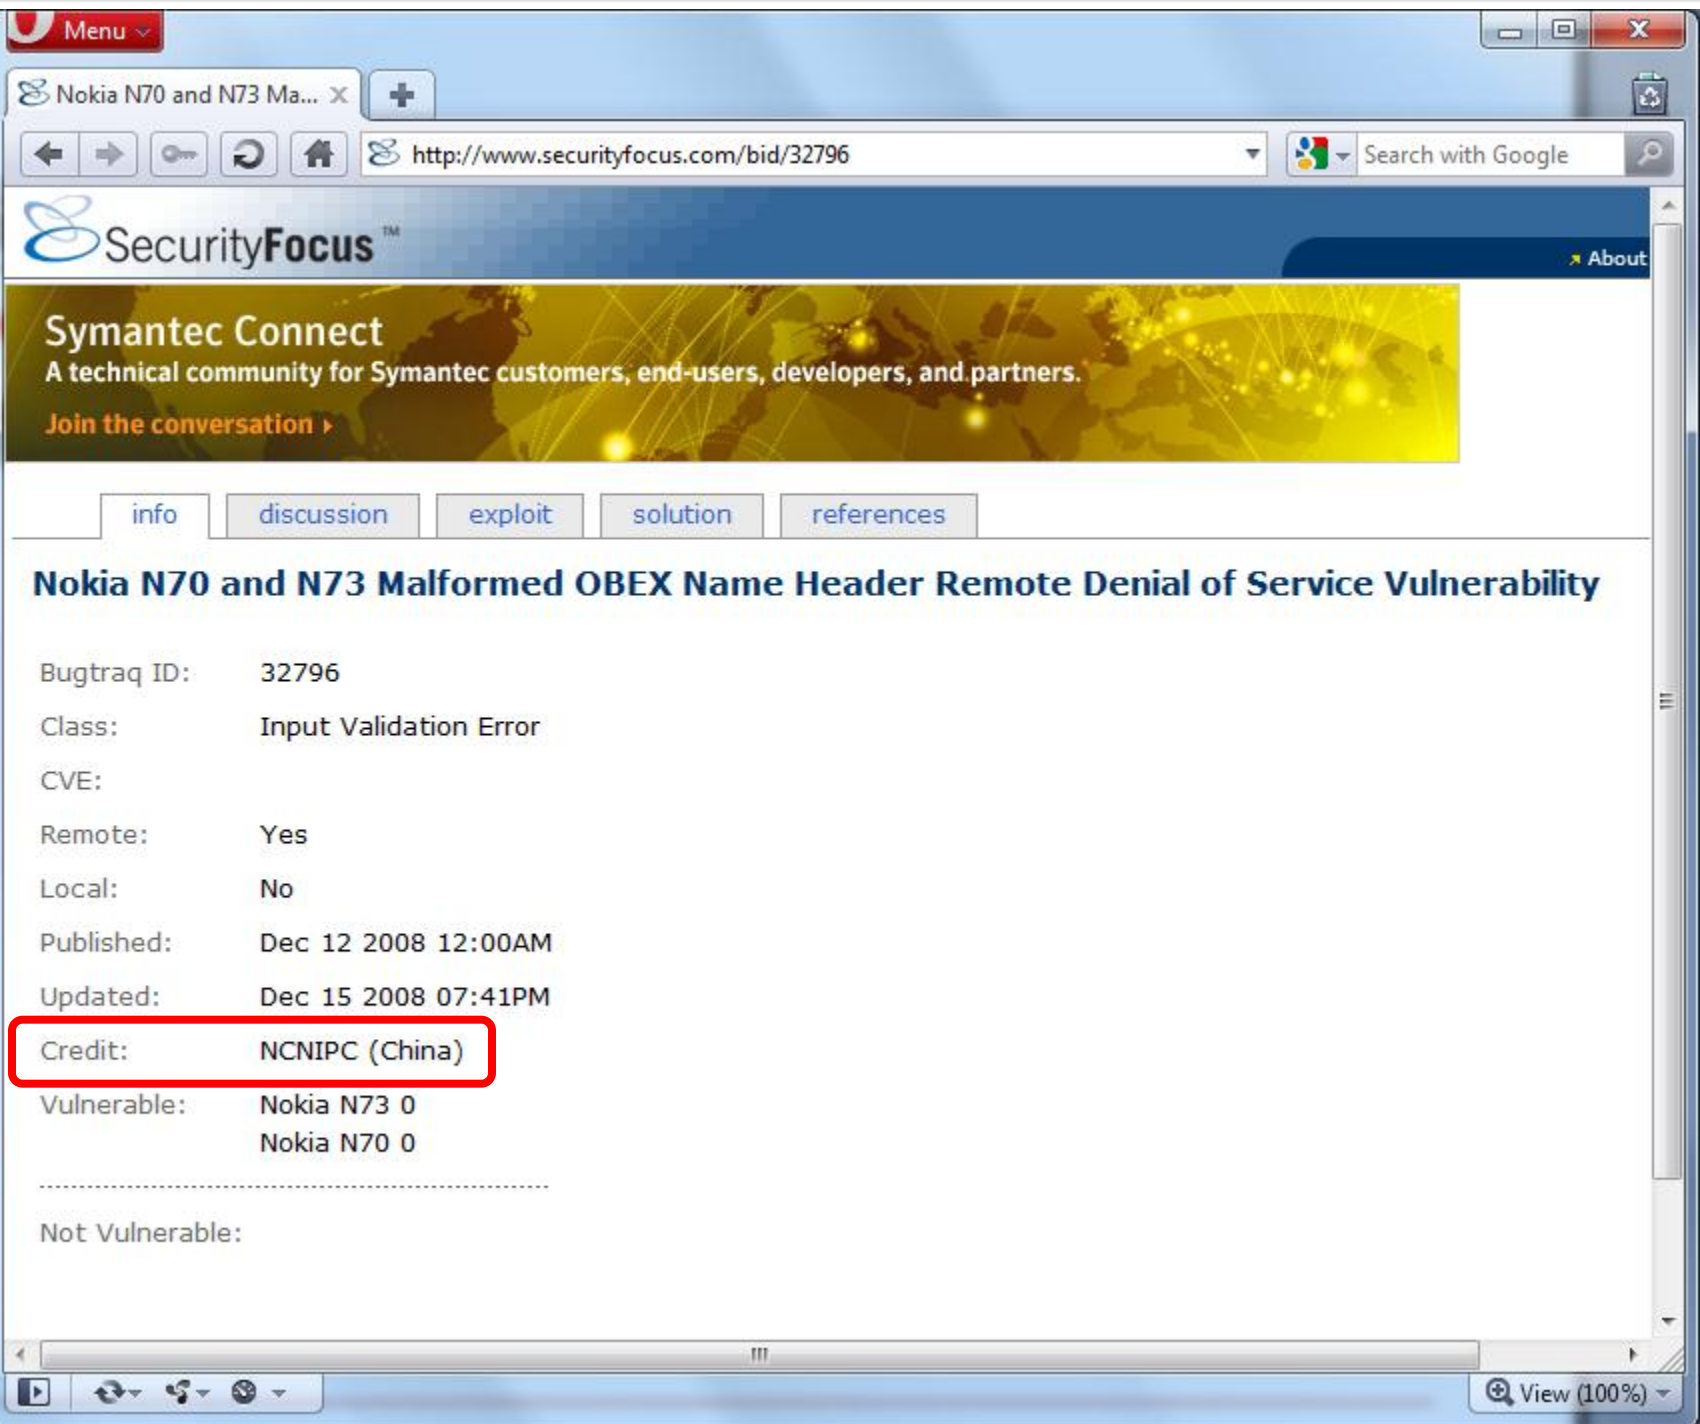 Menu
Nokia N70 and N73 Ma...
http://www.securityfocus.com/bid/32796
Search with Google
SecurityFocus™
About
Symantec Connect
A technical community for Symantec customers, end-users, developers, and partners.
Join the conversation
info discussion exploit solution references
Nokia N70 and N73 Malformed OBEX Name Header Remote Denial of Service Vulnerability
Bugtraq ID: 32796
Class: Input Validation Error
CVE:
Remote: Yes
Local: No
Published: Dec 12 2008 12:00AM
Updated: Dec 15 2008 07:41PM
Credit: NCNIPC (China)
Vulnerable: Nokia N73 0
Nokia N70 0
Not Vulnerable:
View (100%)